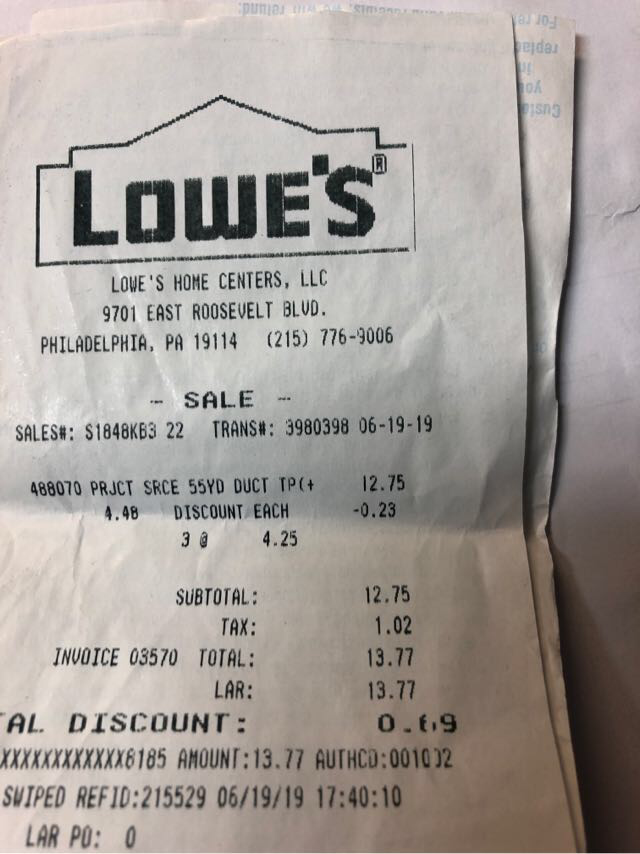 LOWE'S®
LOWE'S HOME CENTERS, LLC
9701 EAST ROOSEVELT BLVD.
PHILADELPHIA, PA 19114 (215) 776-9006
- SALE -
SALES#: S1848KB3 22 TRANS#: 3980398 06-19-19
488070 PRJCT SRCE 55YD DUCT TP(+ 12.75
4.48 DISCOUNT EACH -0.23
3 @ 4.25
SUBTOTAL: 12.75
TAX: 1.02
INVOICE 03570 TOTAL: 13.77
LAR: 13.77
AL DISCOUNT: 0.69
XXXXXXXXXXXX8185 AMOUNT:13.77 AUTHCD:001002
SWIPED REFID:215529 06/19/19 17:40:10
LAR PO: 0